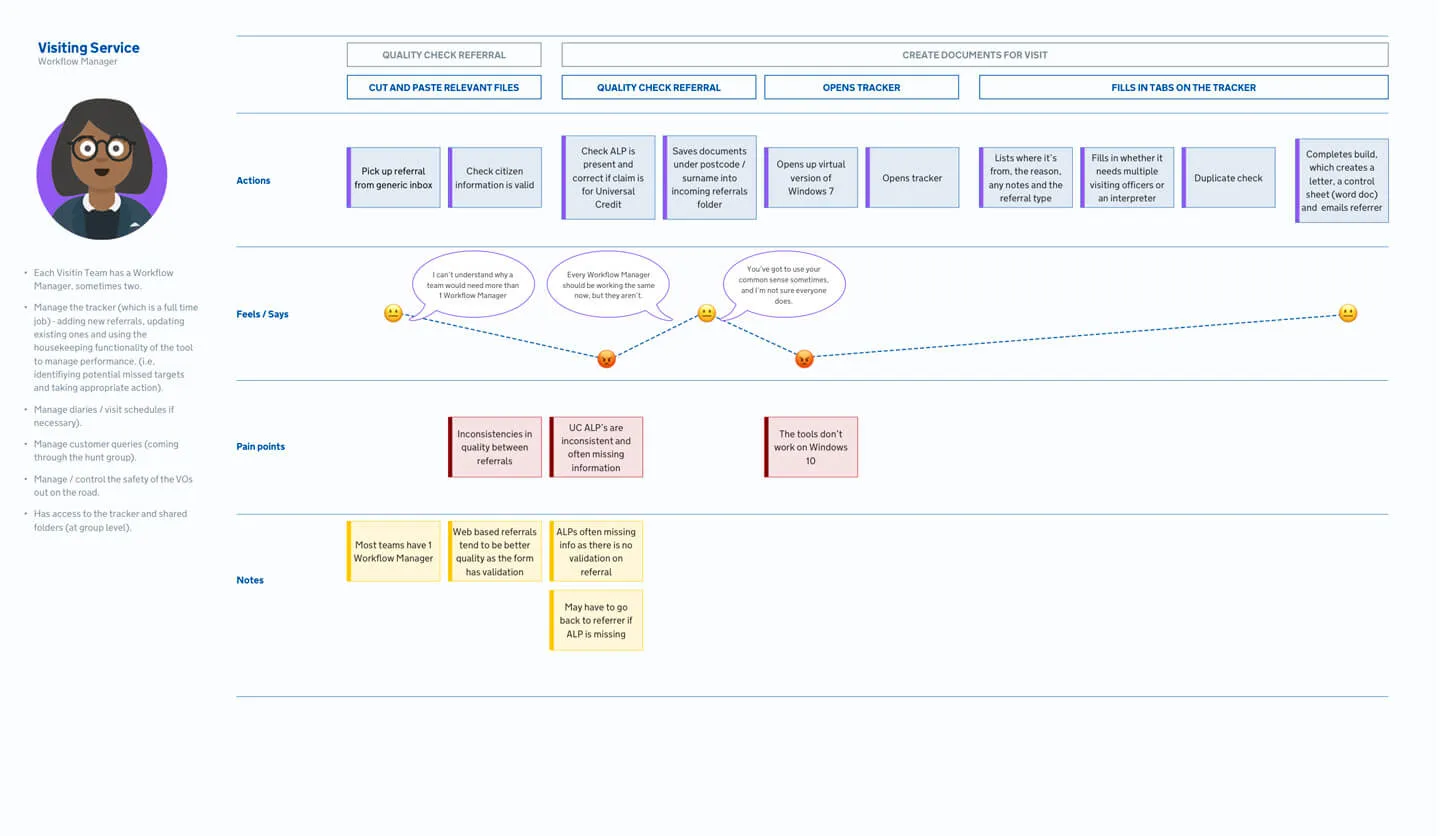 Visiting Service
Workflow Manager
• Each Visitin Team has a Workflow
Manager, sometimes two.
• Manage the tracker (which is a full time
job) - adding new referrals, updating
existing ones and using the
housekeeping functionality of the tool
to manage performance. (i.e.
identifiying potential missed targets
and taking appropriate action).
• Manage diaries / visit schedules if
necessary).
• Manage customer queries (coming
through the hunt group).
• Manage / control the safety of the VOs
out on the road.
• Has access to the tracker and shared
folders (at group level).
QUALITY CHECK REFERRAL
CREATE DOCUMENTS FOR VISIT
CUT AND PASTE RELEVANT FILES
QUALITY CHECK REFERRAL
OPENS TRACKER
FILLS IN TABS ON THE TRACKER
Actions
Pick up referral
from generic inbox
Check citizen
information is valid
Check ALP is
present and
correct if claim is
for Universal
Credit
Saves documents
under postcode /
surname into
incoming referrals
folder
Opens up virtual
version of
Windows 7
Opens tracker
Lists where it's
from, the reason,
any notes and the
referral type
Fills in whether it
needs multiple
visiting officers or
an interpreter
Duplicate check
Completes build,
which creates a
letter, a control
sheet (word doc)
and emails referrer
Feels / Says
I can't understand why a
team would need more than
1 Workflow Manager
Every Workflow Manager
should be working the same
now, but they aren't.
You've got to use your
common sense sometimes,
and I'm not sure everyone
does.
Pain points
Inconsistencies in
quality between
referrals
UC ALP's are
inconsistent and
often missing
information
The tools don't
work on Windows
10
Notes
Most teams have 1
Workflow Manager
Web based referrals
tend to be better
quality as the form
has validation
ALPs often missing
info as there is no
validation on
referral
May have to go
back to referrer if
ALP is missing